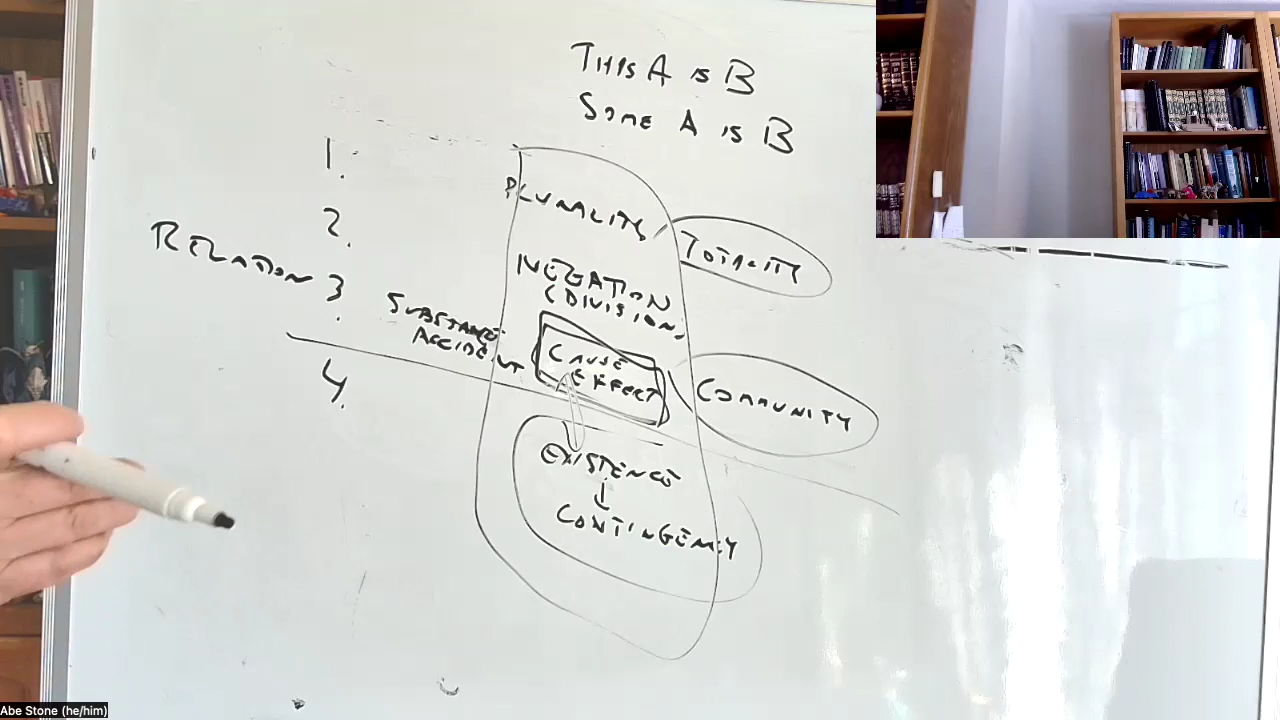 THIS A IS B
SOME A IS B
1.
PLURALITY
2.
TOTALITY
RELATION 3.
NEGATION
(DIVISION)
SUBSTANCE
ACCIDENT
CAUSE
EFFECT
COMMUNITY
4.
EXISTENCE
CONTINGENCY
Abe Stone (he/him)